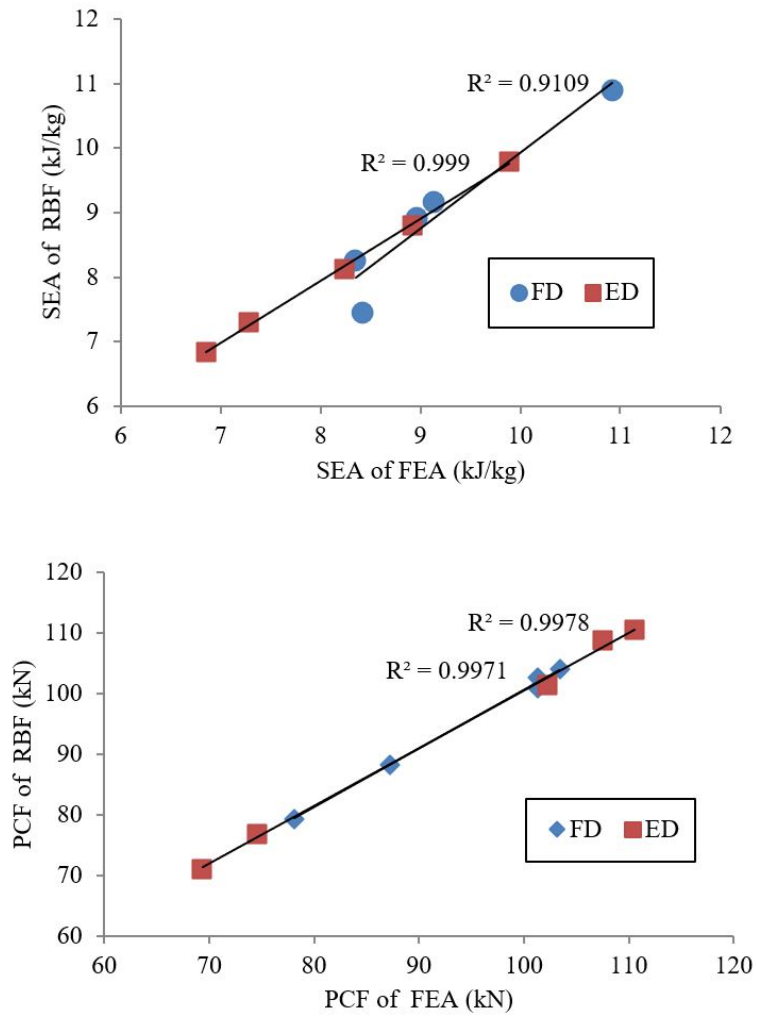 12
11
10
9
8
7
6
SEA of RBF (kJ/kg)
R² = 0.9109
R² = 0.999
FD ED
6 7 8 9 10 11 12
SEA of FEA (kJ/kg)
120
110
100
90
80
70
60
PCF of RBF (kN)
R² = 0.9978
R² = 0.9971
FD ED
60 70 80 90 100 110 120
PCF of FEA (kN)